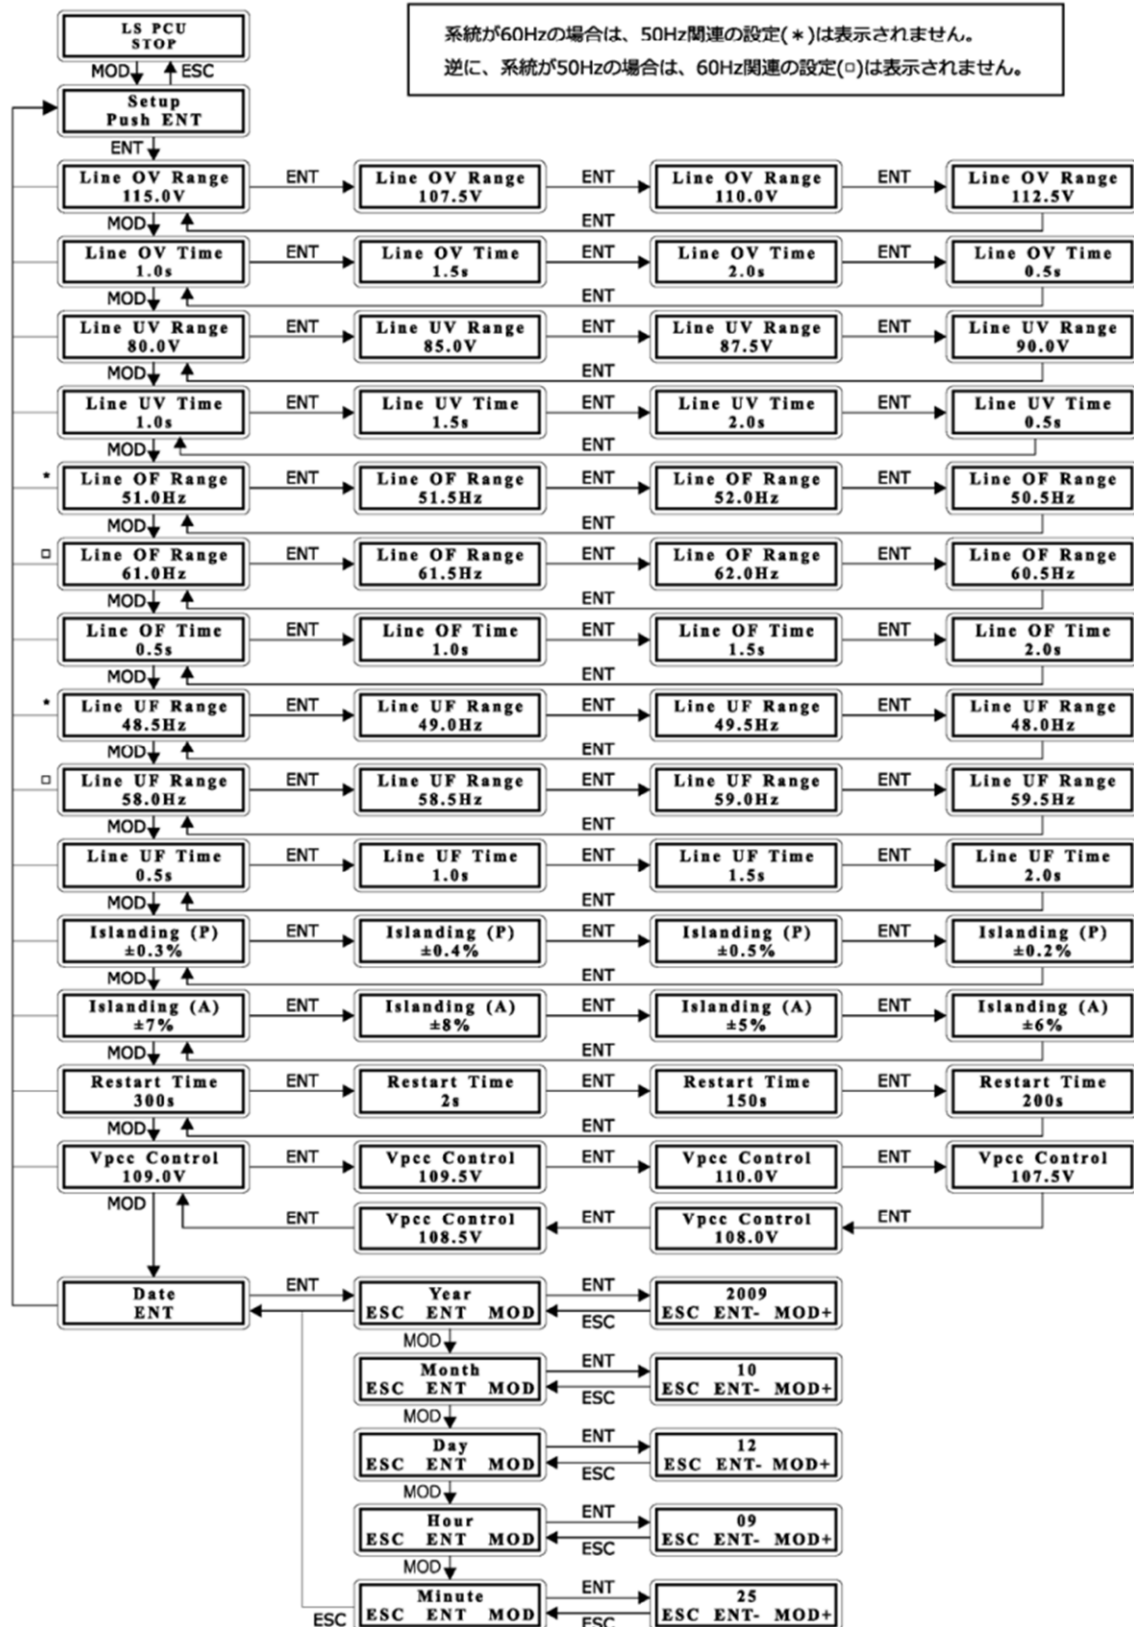 LS PCU
STOP
系統が60Hzの場合は、50Hz関連の設定(*)は表示されません。
逆に、系統が50Hzの場合は、60Hz関連の設定(□)は表示されません。
MOD ESC
Setup
Push ENT
ENT
Line OV Range ENT Line OV Range ENT Line OV Range ENT Line OV Range
115.0V 107.5V 110.0V 112.5V
MOD ENT
Line OV Time ENT Line OV Time ENT Line OV Time ENT Line OV Time
1.0s 1.5s 2.0s 0.5s
MOD ENT
Line UV Range ENT Line UV Range ENT Line UV Range ENT Line UV Range
80.0V 85.0V 87.5V 90.0V
MOD ENT
Line UV Time ENT Line UV Time ENT Line UV Time ENT Line UV Time
1.0s 1.5s 2.0s 0.5s
MOD ENT
* Line OF Range ENT Line OF Range ENT Line OF Range ENT Line OF Range
51.0Hz 51.5Hz 52.0Hz 50.5Hz
MOD ENT
□ Line OF Range ENT Line OF Range ENT Line OF Range ENT Line OF Range
61.0Hz 61.5Hz 62.0Hz 60.5Hz
MOD ENT
Line OF Time ENT Line OF Time ENT Line OF Time ENT Line OF Time
0.5s 1.0s 1.5s 2.0s
MOD ENT
* Line UF Range ENT Line UF Range ENT Line UF Range ENT Line UF Range
48.5Hz 49.0Hz 49.5Hz 48.0Hz
MOD ENT
□ Line UF Range ENT Line UF Range ENT Line UF Range ENT Line UF Range
58.0Hz 58.5Hz 59.0Hz 59.5Hz
MOD ENT
Line UF Time ENT Line UF Time ENT Line UF Time ENT Line UF Time
0.5s 1.0s 1.5s 2.0s
MOD ENT
Islanding (P) ENT Islanding (P) ENT Islanding (P) ENT Islanding (P)
±0.3% ±0.4% ±0.5% ±0.2%
MOD ENT
Islanding (A) ENT Islanding (A) ENT Islanding (A) ENT Islanding (A)
±7% ±8% ±5% ±6%
MOD ENT
Restart Time ENT Restart Time ENT Restart Time ENT Restart Time
300s 2s 150s 200s
MOD ENT
Vpcc Control ENT Vpcc Control ENT Vpcc Control ENT Vpcc Control
109.0V 109.5V 110.0V 107.5V
MOD ENT Vpcc Control ENT Vpcc Control ENT
108.5V 108.0V
Date ENT Year ENT 2009
ENT ESC ENT MOD ESC ESC ENT- MOD+
MOD
Month ENT 10
ESC ENT MOD ESC ESC ENT- MOD+
MOD
Day ENT 12
ESC ENT MOD ESC ESC ENT- MOD+
MOD
Hour ENT 09
ESC ENT MOD ESC ESC ENT- MOD+
MOD
Minute ENT 25
ESC ESC ENT MOD ESC ESC ENT- MOD+